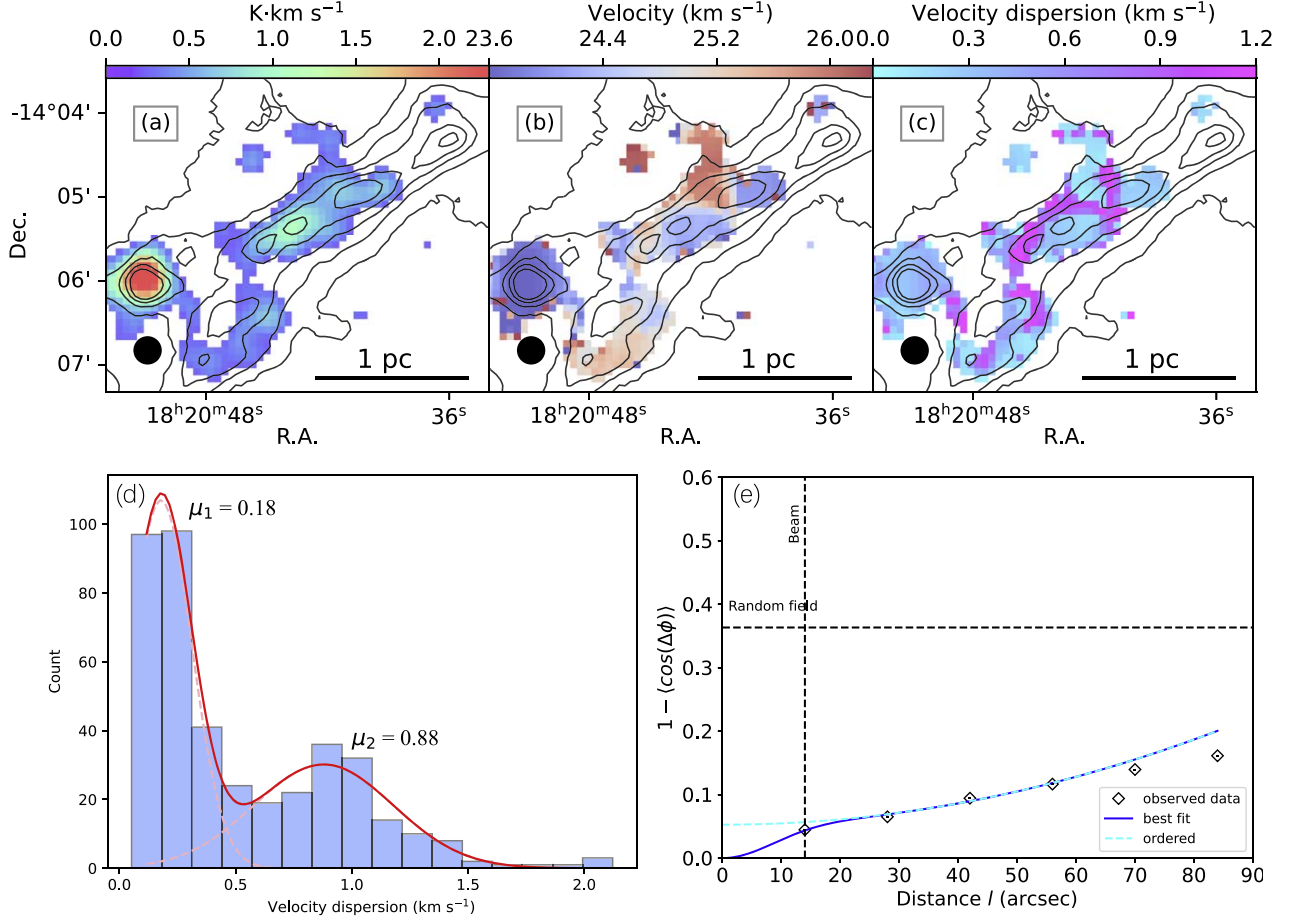 K·km s⁻¹ Velocity (km s⁻¹) Velocity dispersion (km s⁻¹)
0.0 0.5 1.0 1.5 2.0 23.6 24.4 25.2 26.0 0.0 0.3 0.6 0.9 1.2
(a) (b) (c)
-14°04'
05'
06'
07'
Dec.
1 pc 1 pc 1 pc
18ʰ20ᵐ48ˢ 36ˢ 18ʰ20ᵐ48ˢ 36ˢ 18ʰ20ᵐ48ˢ 36ˢ
R.A. R.A. R.A.
(d)
μ₁ = 0.18
μ₂ = 0.88
100
80
60
40
20
0
Count
0.0 0.5 1.0 1.5 2.0
Velocity dispersion (km s⁻¹)
(e)
Beam
Random field
0.6
0.5
0.4
0.3
0.2
0.1
0.0
1 − ⟨cos(Δϕ)⟩
observed data
best fit
ordered
0 10 20 30 40 50 60 70 80 90
Distance l (arcsec)